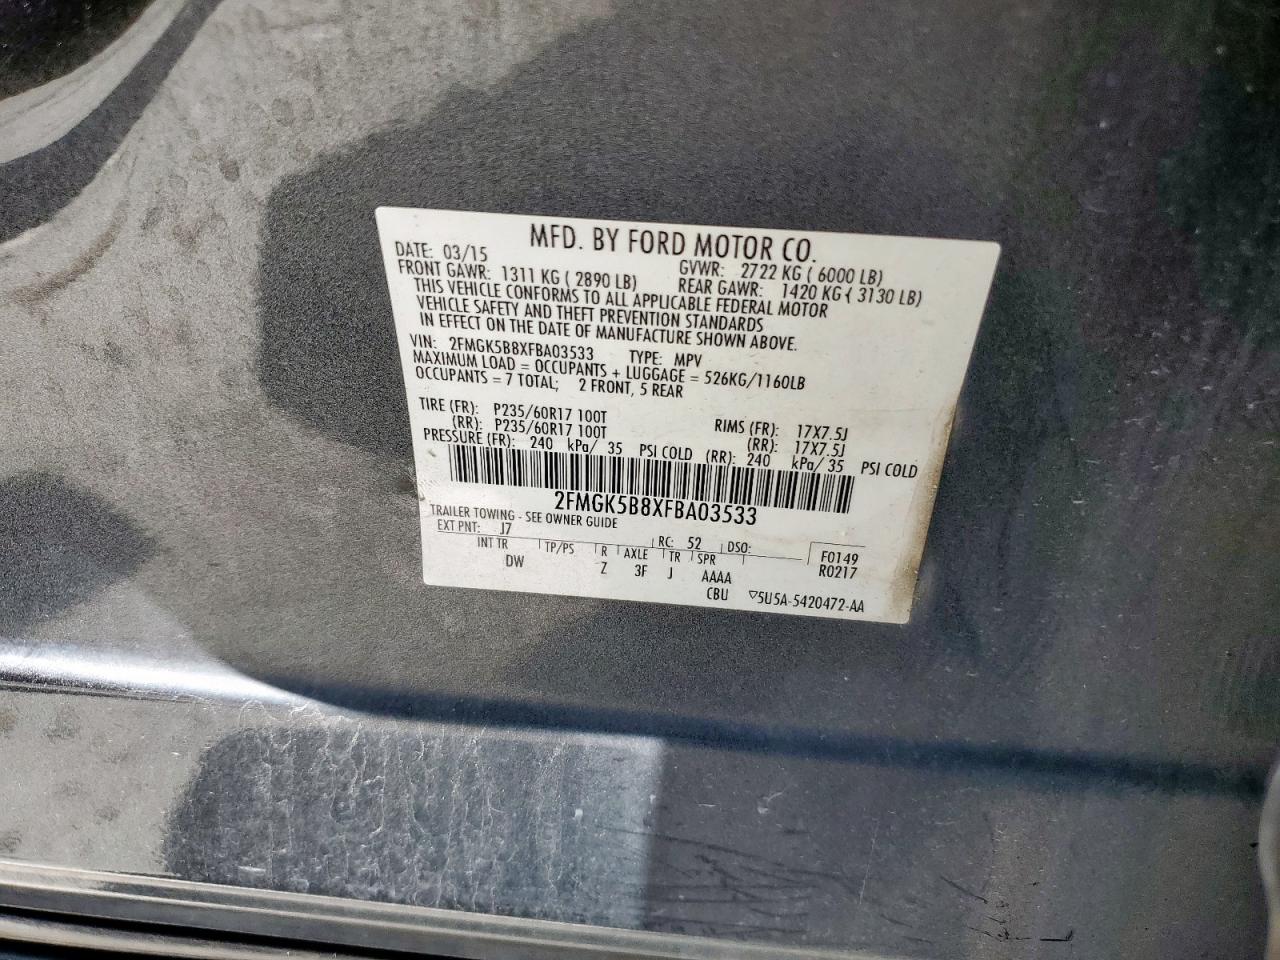 MFD. BY FORD MOTOR CO.
DATE: 03/15 GVWR: 2722 KG ( 6000 LB)
FRONT GAWR: 1311 KG ( 2890 LB) REAR GAWR: 1420 KG ( 3130 LB)
THIS VEHICLE CONFORMS TO ALL APPLICABLE FEDERAL MOTOR
VEHICLE SAFETY AND THEFT PREVENTION STANDARDS
IN EFFECT ON THE DATE OF MANUFACTURE SHOWN ABOVE.
VIN: 2FMGK5B8XFBA03533 TYPE: MPV
MAXIMUM LOAD = OCCUPANTS + LUGGAGE = 526KG/1160LB
OCCUPANTS = 7 TOTAL; 2 FRONT, 5 REAR
TIRE (FR): P235/60R17 100T RIMS (FR): 17X7.5J
(RR): P235/60R17 100T (RR): 17X7.5J
PRESSURE (FR): 240 kPa/ 35 PSI COLD (RR): 240 kPa/ 35 PSI COLD
2FMGK5B8XFBA03533
TRAILER TOWING - SEE OWNER GUIDE
EXT PNT: J7 RC: 52 DSO: F0149
INT TR TP/PS R AXLE TR SPR R0217
DW Z 3F J AAAA
CBU ▽5U5A-5420472-AA